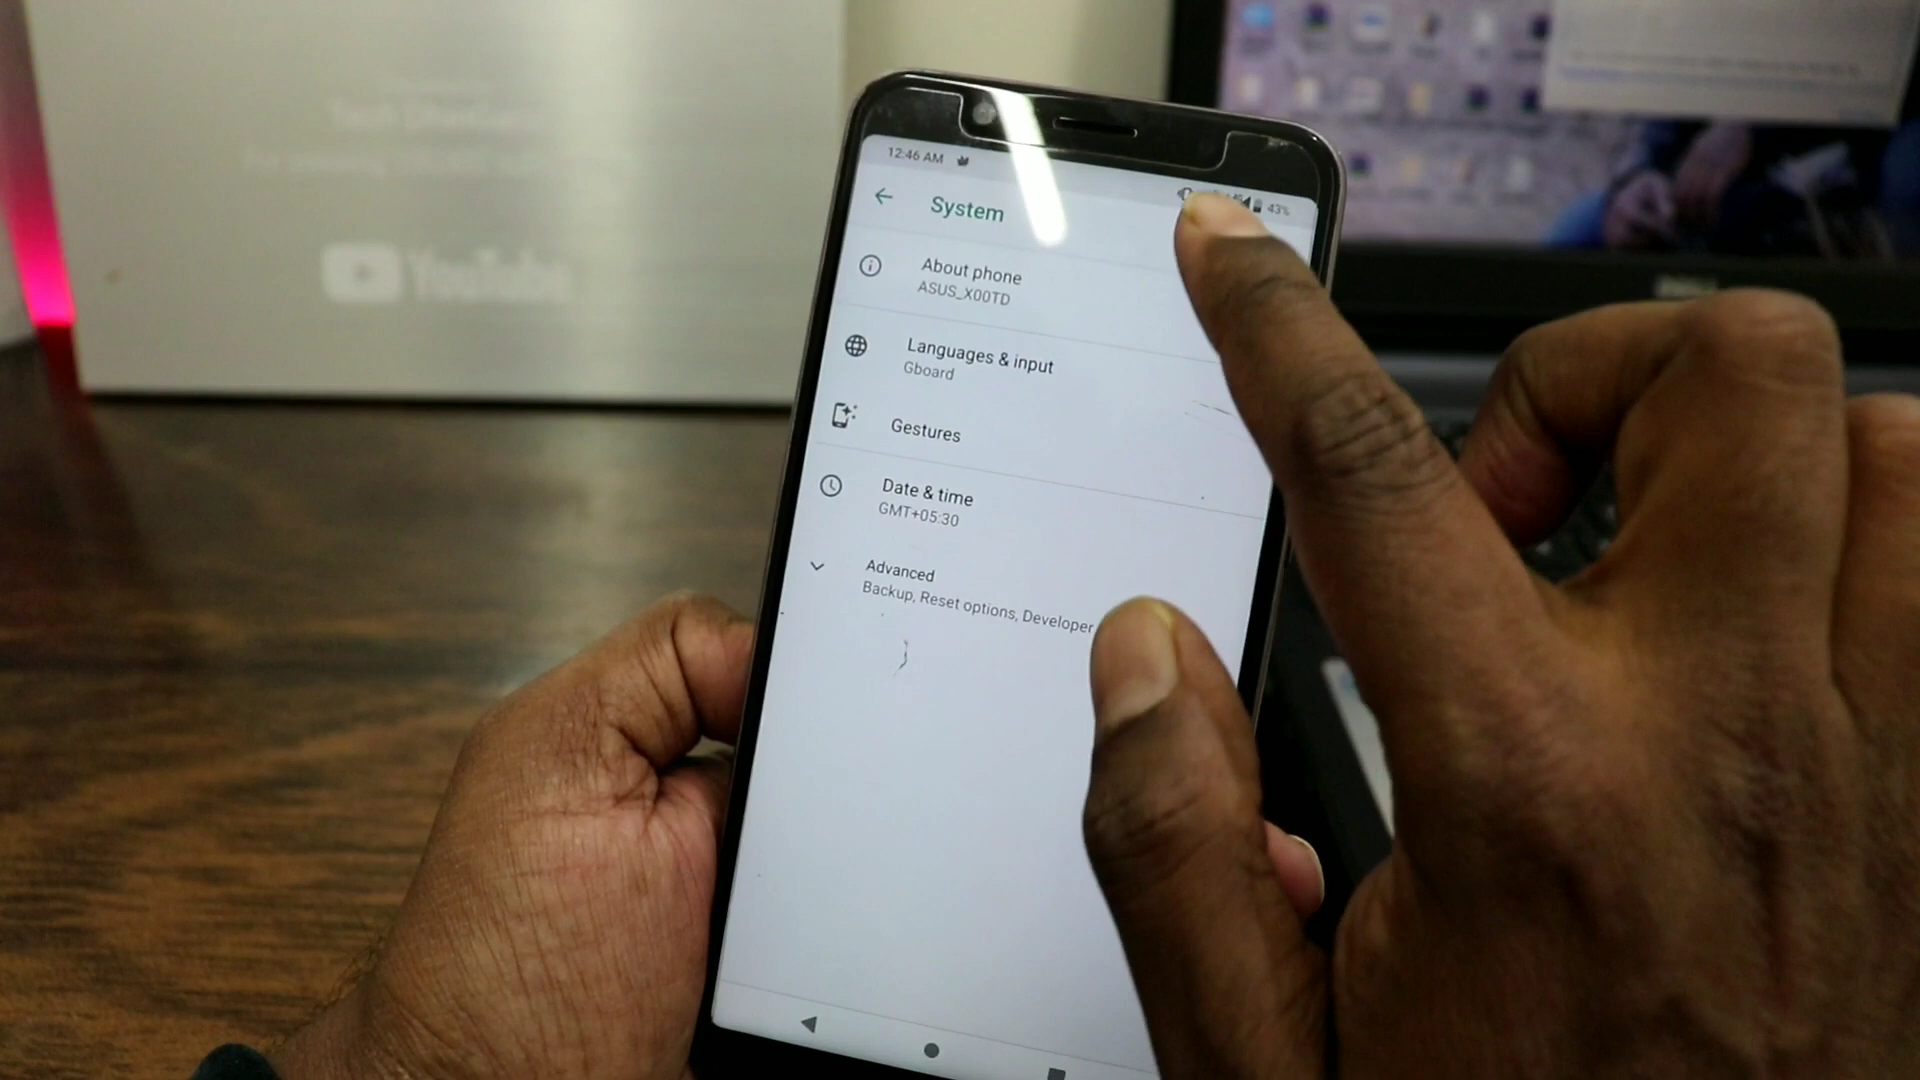 YouTube
12:46 AM
43%
System
About phone
ASUS_X00TD
Languages & input
Gboard
Gestures
Date & time
GMT+05:30
Advanced
Backup, Reset options, Developer